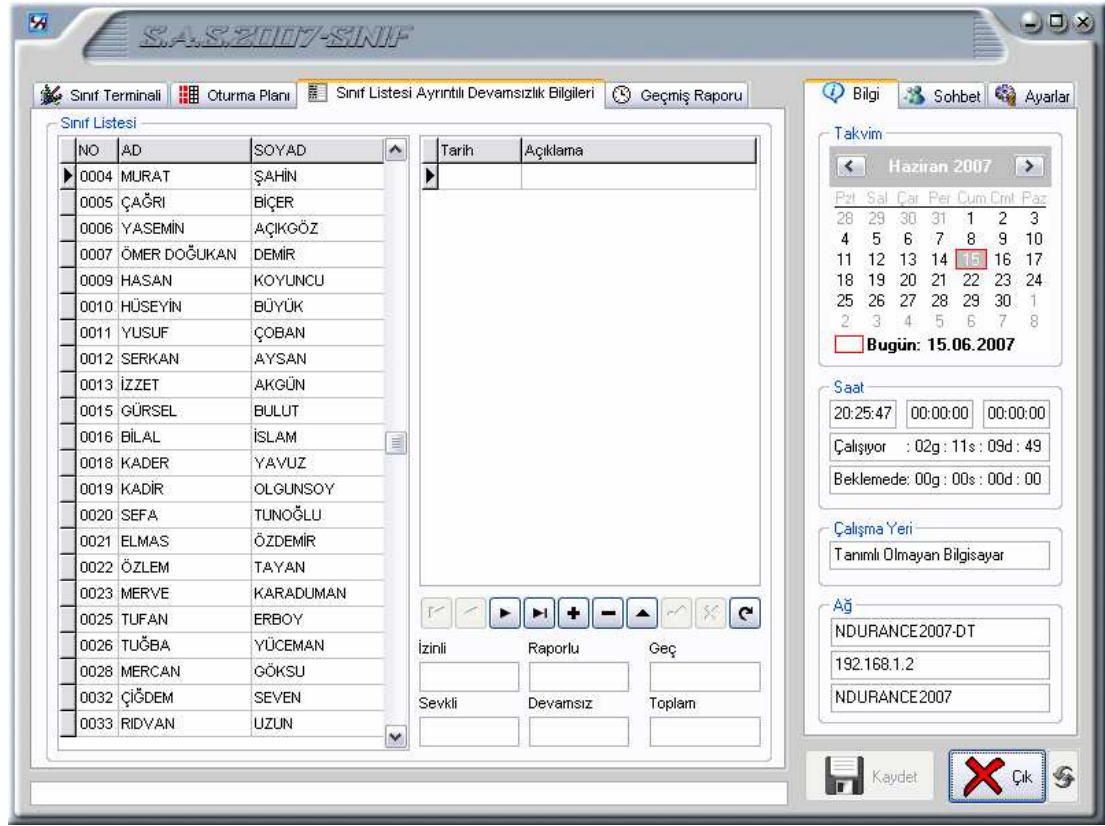 S.A.S.2007-SINIF
Sınıf Terminali Oturma Planı Sınıf Listesi Ayrıntılı Devamsızlık Bilgileri Geçmiş Raporu
Sınıf Listesi
NO AD SOYAD
0004 MURAT ŞAHİN
0005 ÇAĞRI BİÇER
0006 YASEMİN AÇIKGÖZ
0007 ÖMER DOĞUKAN DEMİR
0009 HASAN KOYUNCU
0010 HÜSEYİN BÜYÜK
0011 YUSUF ÇOBAN
0012 SERKAN AYSAN
0013 İZZET AKGÜN
0015 GÜRSEL BULUT
0016 BİLAL İSLAM
0018 KADER YAVUZ
0019 KADİR OLGUNSOY
0020 SEFA TUNOĞLU
0021 ELMAS ÖZDEMİR
0022 ÖZLEM TAYAN
0023 MERVE KARADUMAN
0025 TUFAN ERBOY
0026 TUĞBA YÜCEMAN
0028 MERCAN GÖKSU
0032 ÇİĞDEM SEVEN
0033 RIDVAN UZUN
Tarih Açıklama
İzinli Raporlu Geç
Sevkli Devamsız Toplam
Bilgi Sohbet Ayarlar
Takvim
Haziran 2007
Pzt Sal Çar Per Cum Cmt Paz
28 29 30 31 1 2 3
4 5 6 7 8 9 10
11 12 13 14 15 16 17
18 19 20 21 22 23 24
25 26 27 28 29 30 1
2 3 4 5 6 7 8
Bugün: 15.06.2007
Saat
20:25:47 00:00:00 00:00:00
Çalışıyor : 02g : 11s : 09d : 49
Beklemede: 00g : 00s : 00d : 00
Çalışma Yeri
Tanımlı Olmayan Bilgisayar
Ağ
NDURANCE2007-DT
192.168.1.2
NDURANCE2007
Kaydet Çık